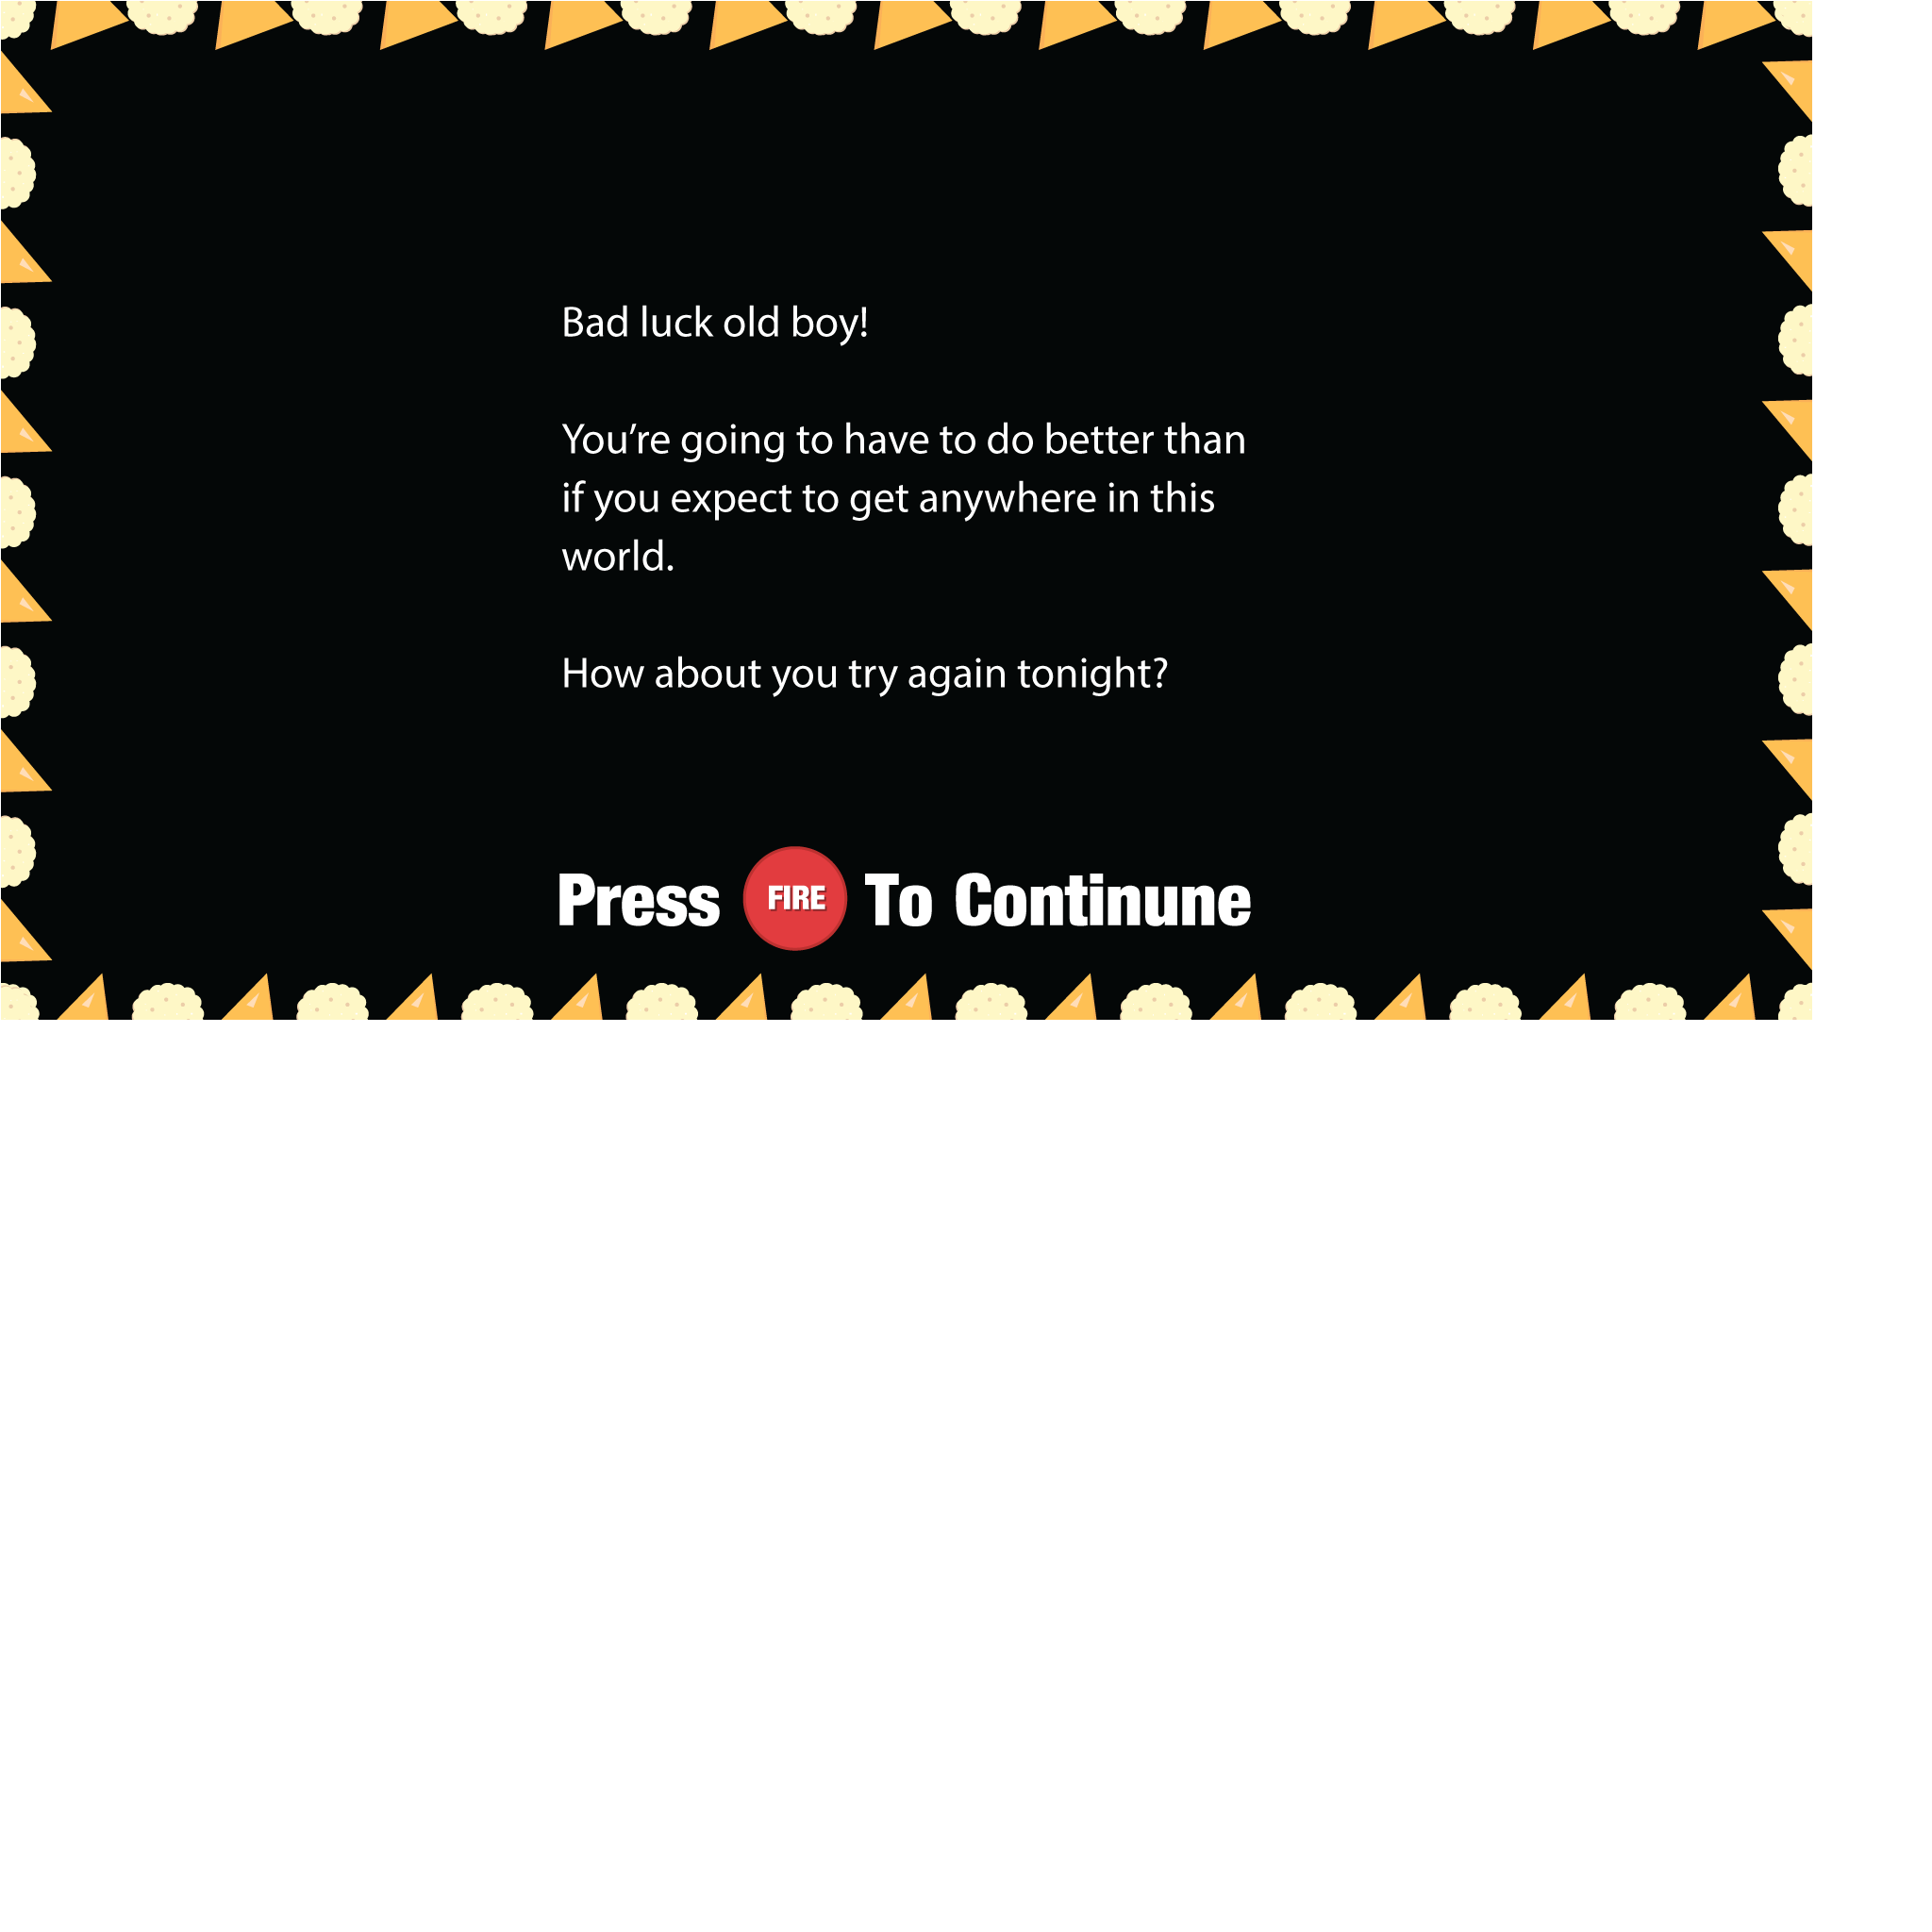 Bad luck old boy!
You’re going to have to do better than
if you expect to get anywhere in this
world.
How about you try again tonight?
Press FIRE To Continune